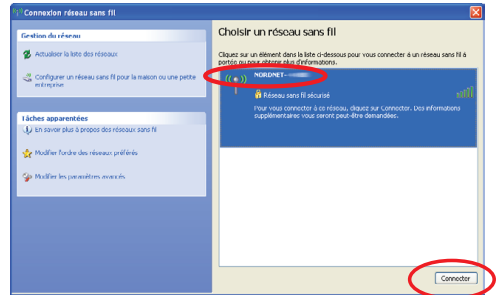 Connexion réseau sans fil
Gestion du réseau
Actualiser la liste des réseaux
Configurer un réseau sans fil pour la maison ou une petite
entreprise
Tâches apparentées
En savoir plus à propos des réseaux sans fil
Modifier l'ordre des réseaux préférés
Modifier les paramètres avancés
Choisir un réseau sans fil
Cliquez sur un élément dans la liste ci-dessous pour vous connecter à un réseau sans fil à
portée ou pour obtenir plus d'informations.
NORDNET-
Réseau sans fil sécurisé
Pour vous connecter à ce réseau, cliquez sur Connecter. Des informations
supplémentaires vous seront peut-être demandées.
Connecter